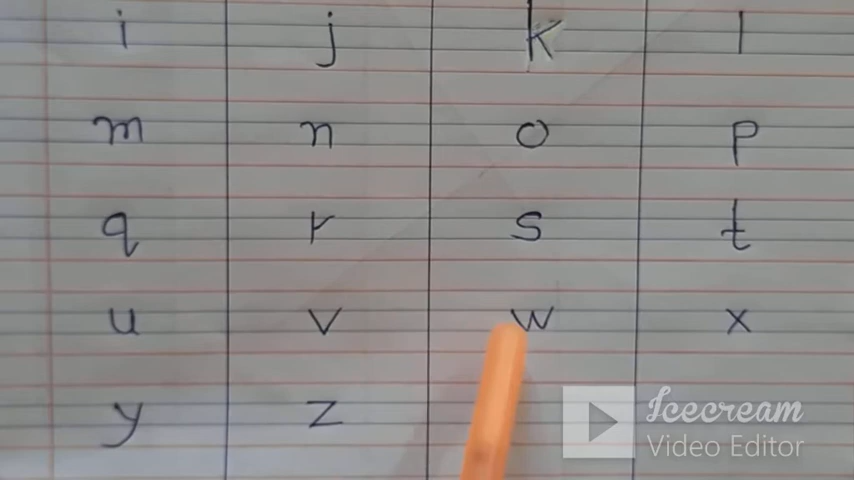 i j k l
m n o p
q r s t
u v w x
y z
Icecream
Video Editor